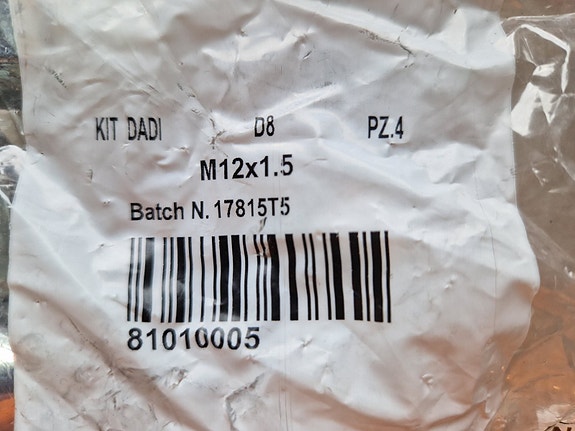 KIT DADI D8 PZ.4
M12x1.5
Batch N. 17815T5
81010005